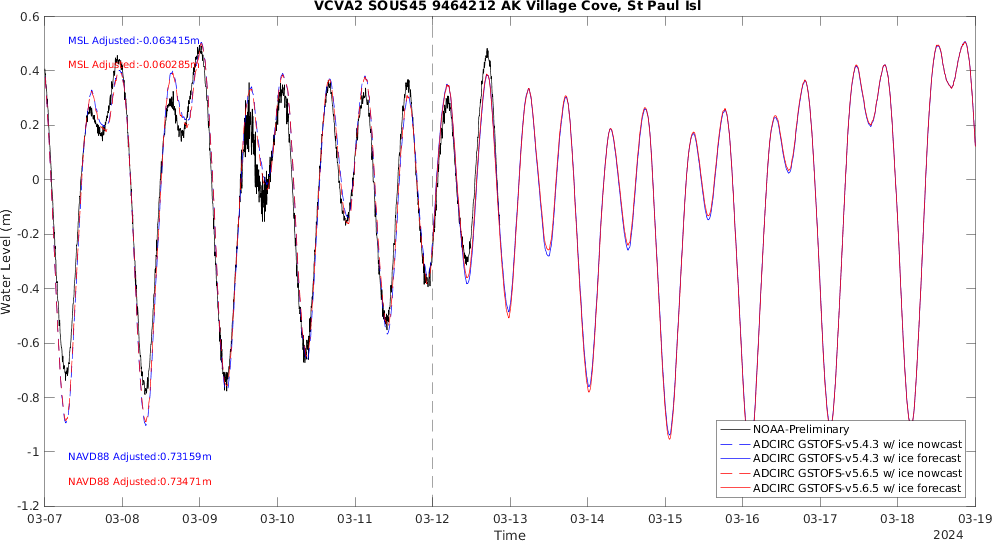 VCVA2 SOUS45 9464212 AK Village Cove, St Paul Isl
0.6
0.4
0.2
0
-0.2
-0.4
-0.6
-0.8
-1
-1.2
Water Level (m)
MSL Adjusted:-0.063415m
MSL Adjusted:-0.060285m
NAVD88 Adjusted:0.73159m
NAVD88 Adjusted:0.73471m
NOAA-Preliminary
ADCIRC GSTOFS-v5.4.3 w/ ice nowcast
ADCIRC GSTOFS-v5.4.3 w/ ice forecast
ADCIRC GSTOFS-v5.6.5 w/ ice nowcast
ADCIRC GSTOFS-v5.6.5 w/ ice forecast
03-07 03-08 03-09 03-10 03-11 03-12 03-13 03-14 03-15 03-16 03-17 03-18 03-19
Time
2024